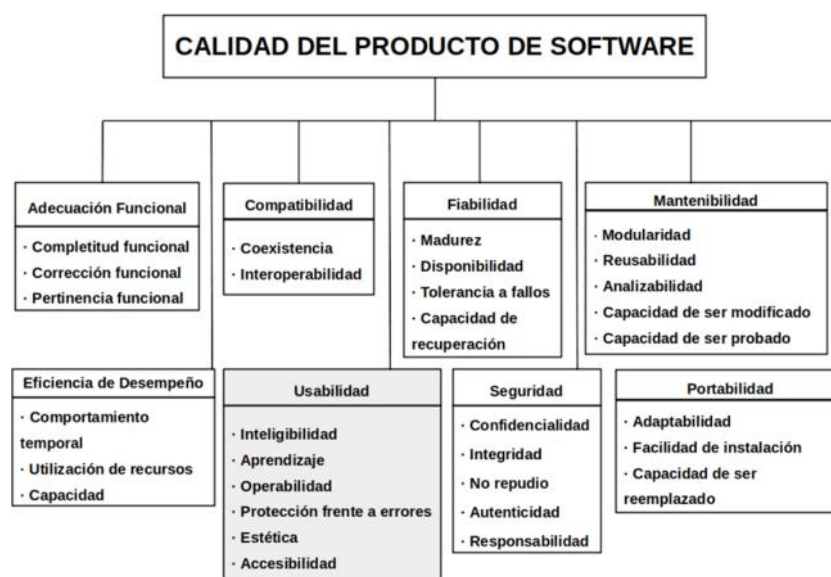 CALIDAD DEL PRODUCTO DE SOFTWARE
Adecuación Funcional
· Completitud funcional
· Corrección funcional
· Pertinencia funcional
Compatibilidad
· Coexistencia
· Interoperabilidad
Fiabilidad
· Madurez
· Disponibilidad
· Tolerancia a fallos
· Capacidad de
recuperación
Mantenibilidad
· Modularidad
· Reusabilidad
· Analizabilidad
· Capacidad de ser modificado
· Capacidad de ser probado
Eficiencia de Desempeño
· Comportamiento
temporal
· Utilización de recursos
· Capacidad
Usabilidad
· Inteligibilidad
· Aprendizaje
· Operabilidad
· Protección frente a errores
· Estética
· Accesibilidad
Seguridad
· Confidencialidad
· Integridad
· No repudio
· Autenticidad
· Responsabilidad
Portabilidad
· Adaptabilidad
· Facilidad de instalación
· Capacidad de ser
reemplazado